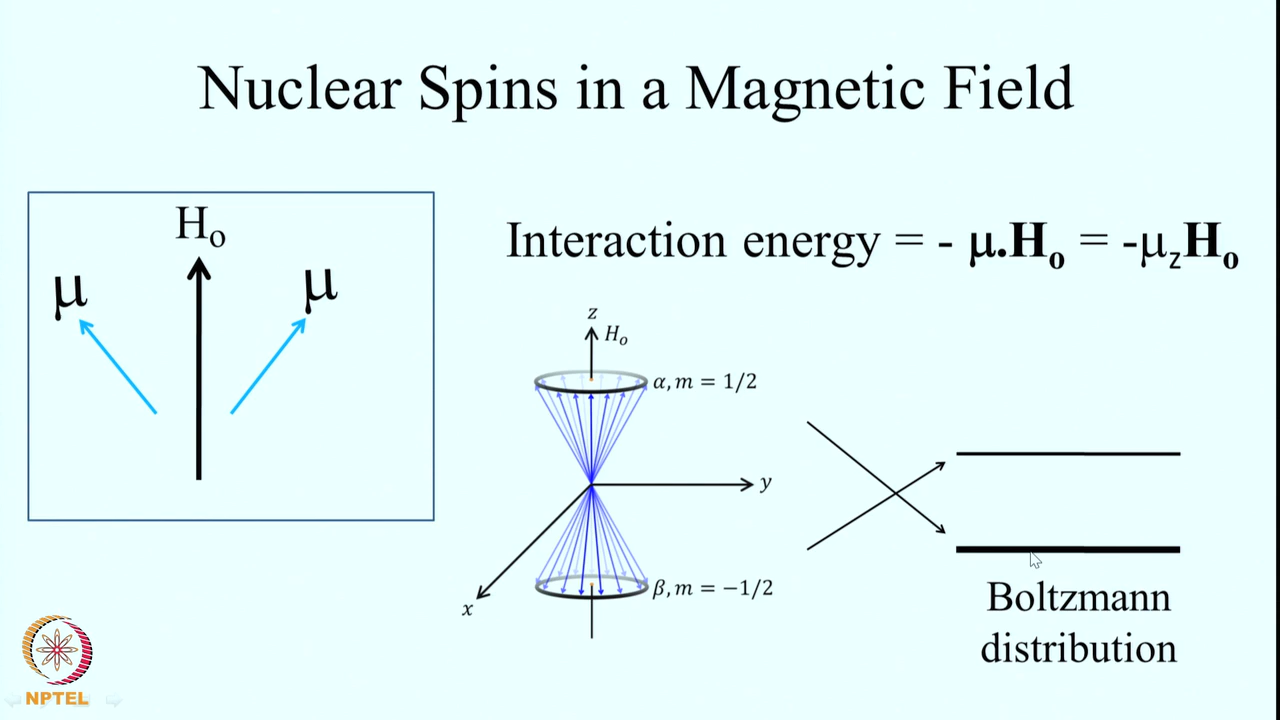 Nuclear Spins in a Magnetic Field
H₀
μ
μ
Interaction energy = - μ.H₀ = -μ_zH₀
z
H₀
α, m = 1/2
y
β, m = −1/2
x
Boltzmann
distribution
NPTEL